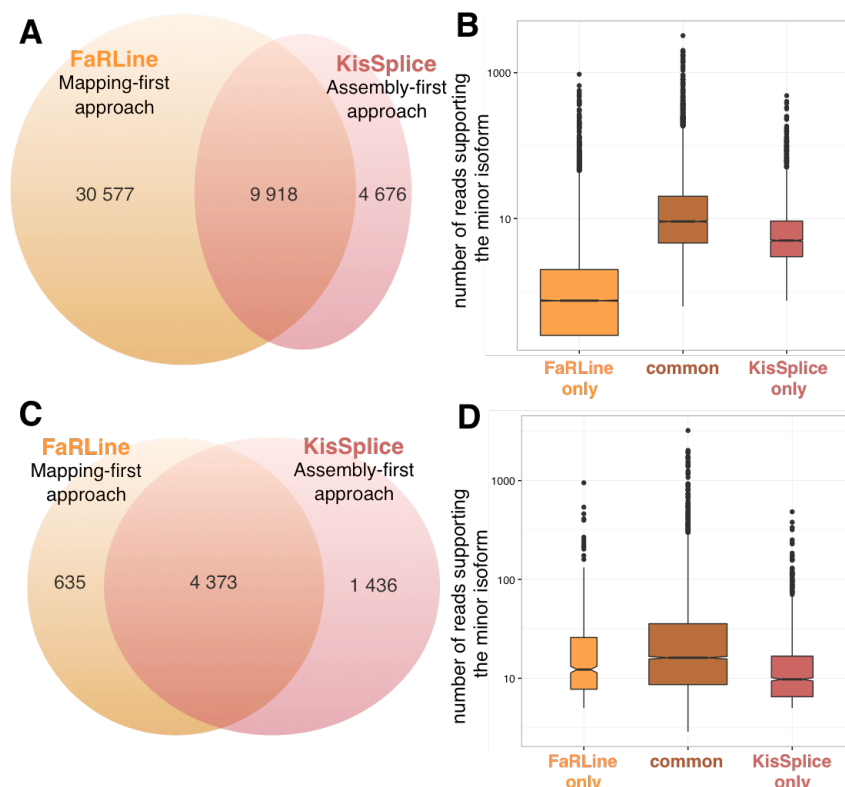 A
FaRLine
Mapping-first
approach
KisSplice
Assembly-first
approach
30 577
9 918
4 676
B
number of reads supporting
the minor isoform
1000
10
FaRLine
only
common
KisSplice
only
C
FaRLine
Mapping-first
approach
KisSplice
Assembly-first
approach
635
4 373
1 436
D
number of reads supporting
the minor isoform
1000
100
10
FaRLine
only
common
KisSplice
only